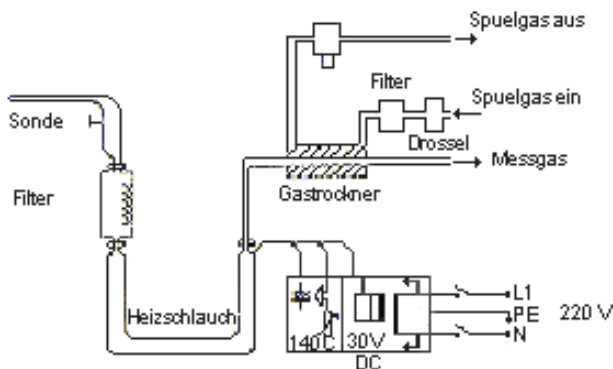 Spuelgas aus
Filter
Spuelgas ein
Sonde
Drossel
Messgas
Filter
Gastrockner
Heizschlauch
L1
PE 220 V
140C 30V
N
DC